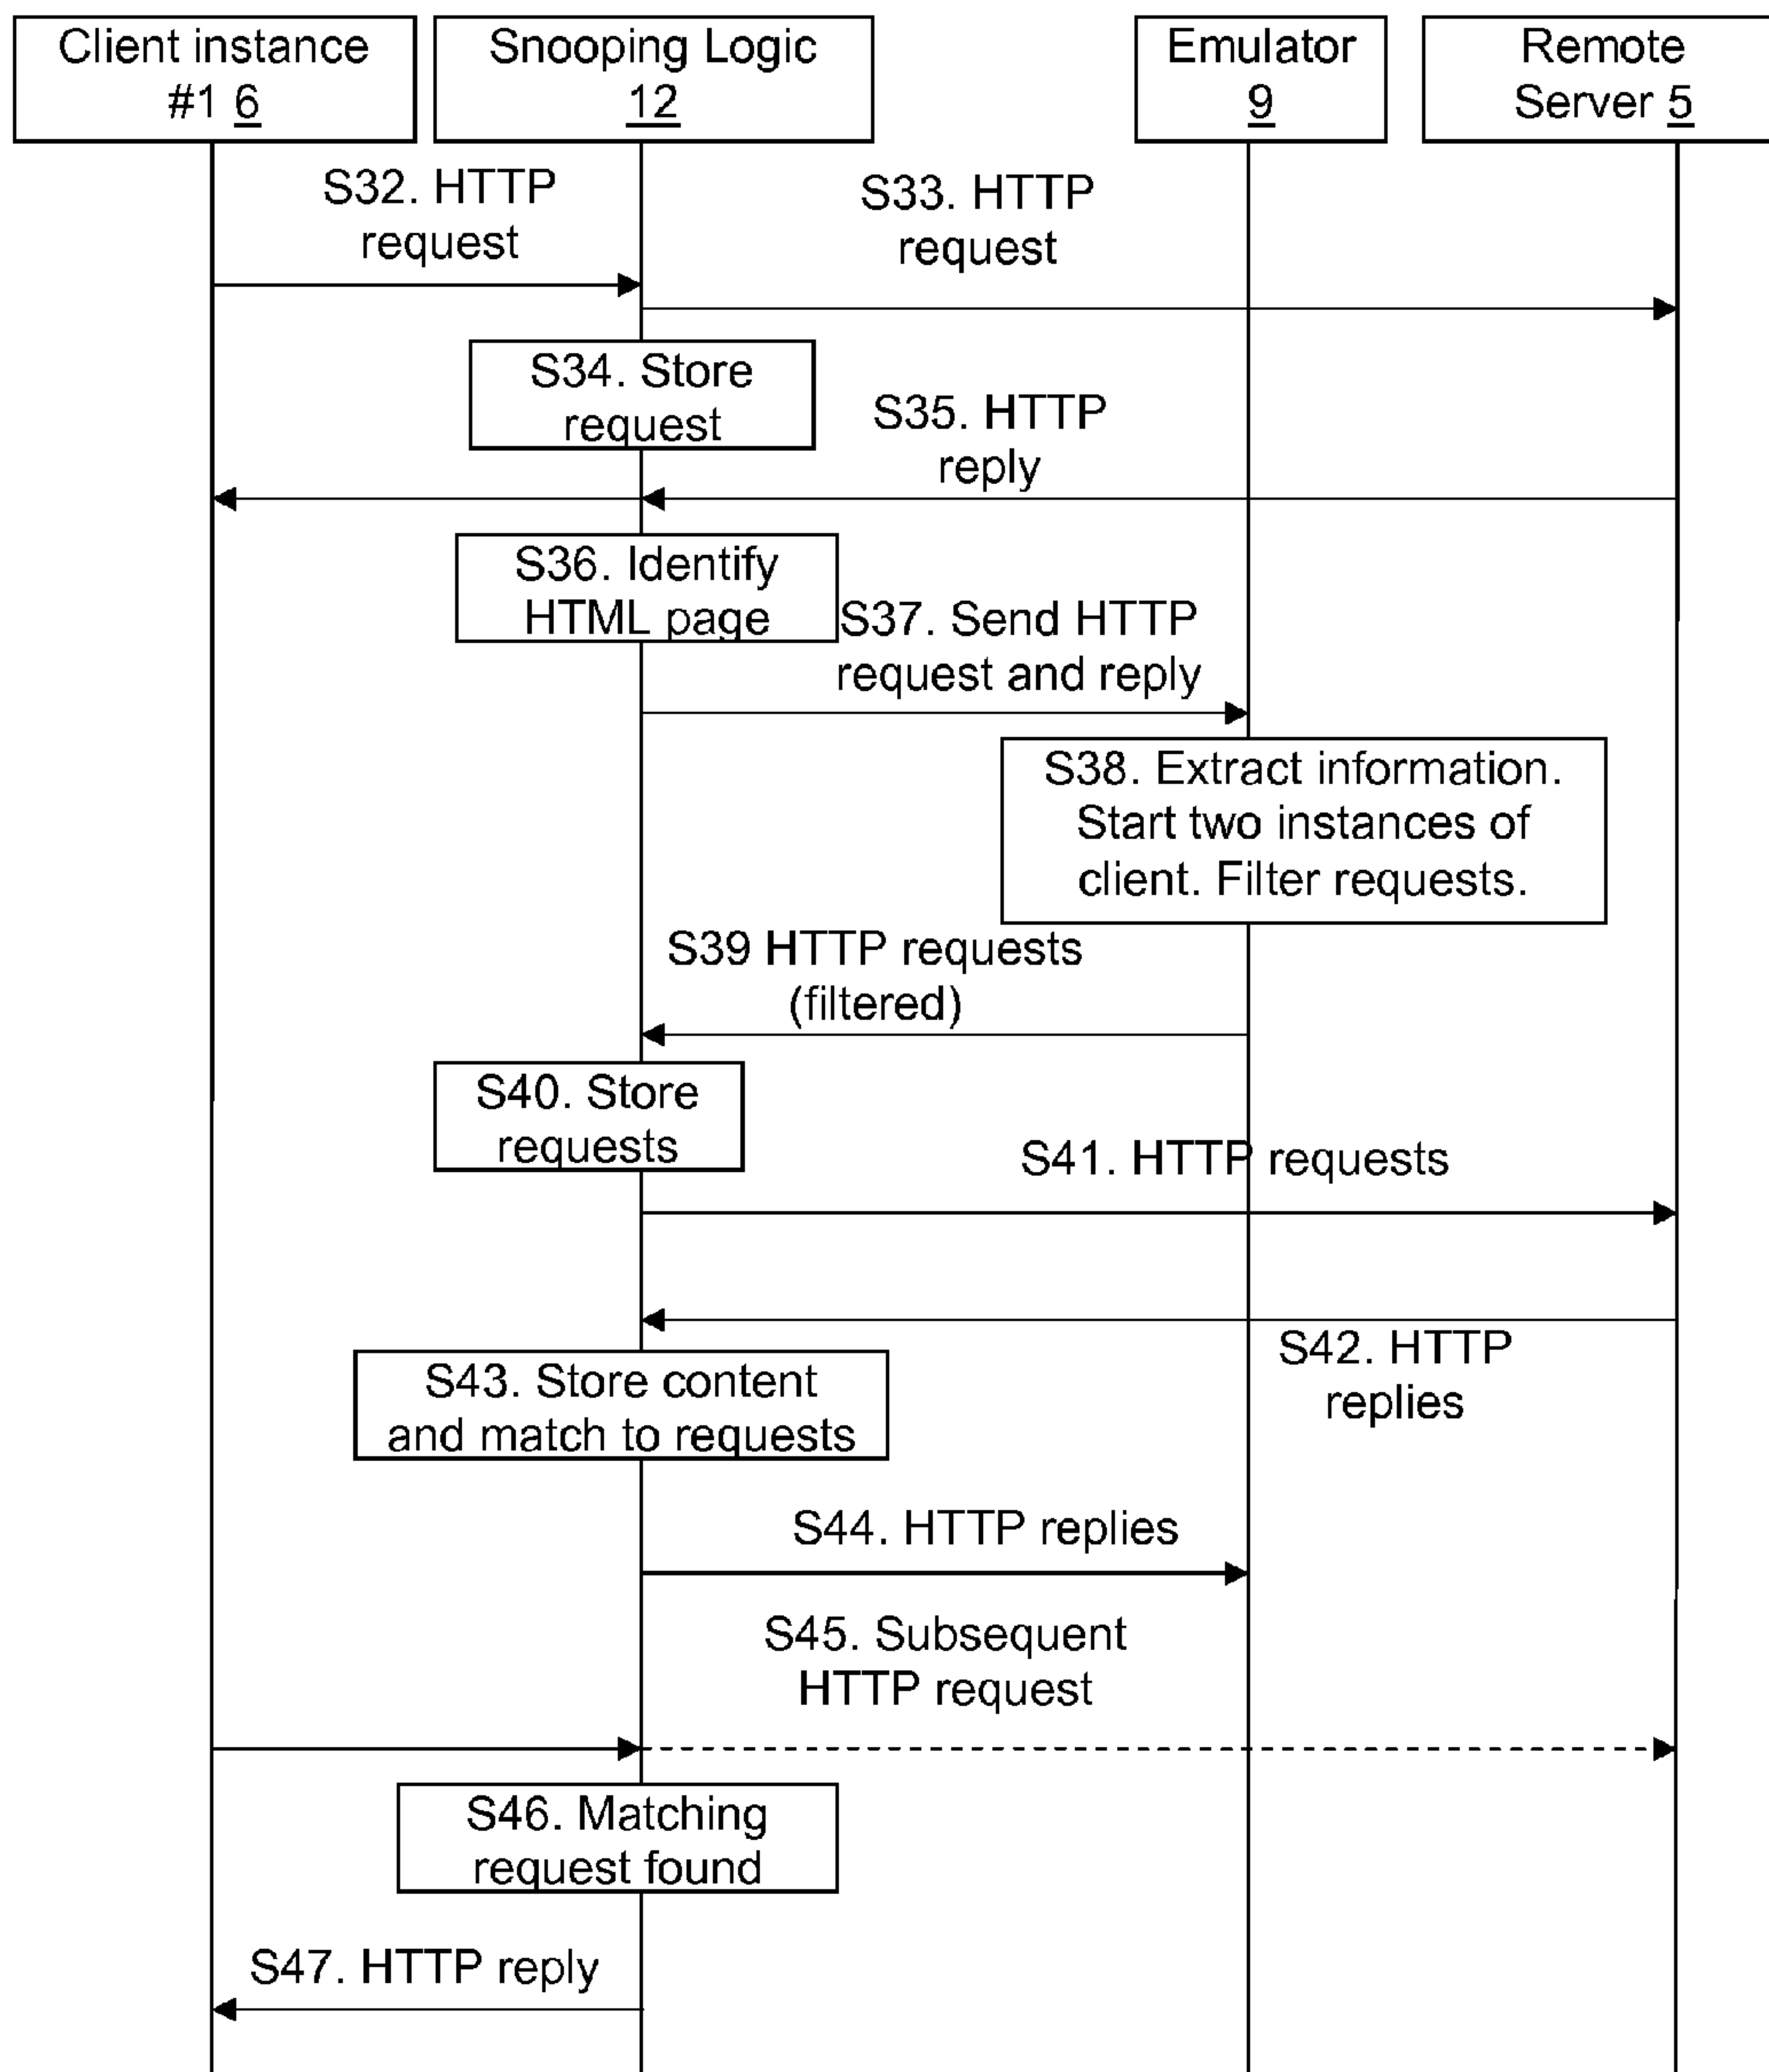 Client instance
#1 6
Snooping Logic
12
Emulator
9
Remote
Server 5
S32. HTTP
request
S33. HTTP
request
S34. Store
request
S35. HTTP
reply
S36. Identify
HTML page
S37. Send HTTP
request and reply
S38. Extract information.
Start two instances of
client. Filter requests.
S39 HTTP requests
(filtered)
S40. Store
requests
S41. HTTP requests
S42. HTTP
replies
S43. Store content
and match to requests
S44. HTTP replies
S45. Subsequent
HTTP request
S46. Matching
request found
S47. HTTP reply